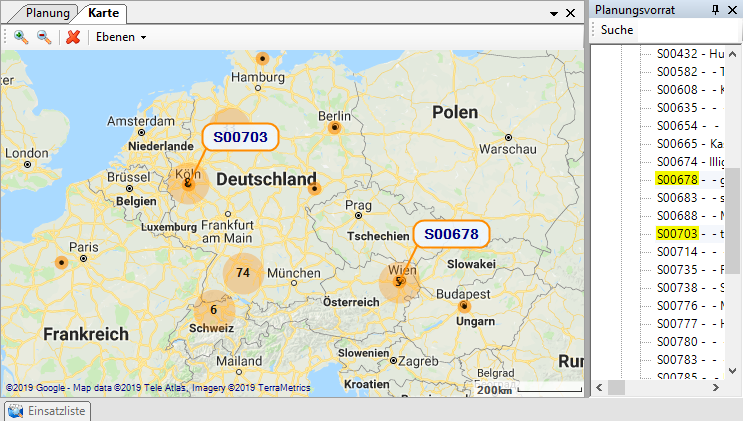 Planung
Karte
Planungsvorrat
Ebenen
Suche
Hamburg
Berlin
Polen
Amsterdam
Niederlande
Warschau
London
S00703
Köln
Deutschland
Brüssel
Belgien
Prag
Luxemburg
Frankfurt
am Main
S00678
Tschechien
Paris
Wien
Slowakei
74
München
Budapest
Österreich
6
Ungarn
Schweiz
Frankreich
Slowenien
Mailand
Zagreb
Run
Belgrad
Kroatien
©2019 Google - Map data ©2019 Tele Atlas, Imagery ©2019 TerraMetrics
200km
S00432 - Hu
S00582 - - T
S00608 - - K
S00635 - -
S00654 - -
S00665 - Ka
S00674 - Illig
S00678 - - g
S00683 - - s
S00688 - - M
S00703 - - t
S00714 - -
S00735 - - F
S00738 - - S
S00776 - - M
S00777 - - H
S00780 - -
S00783 - -
S00785 - -
Einsatzliste